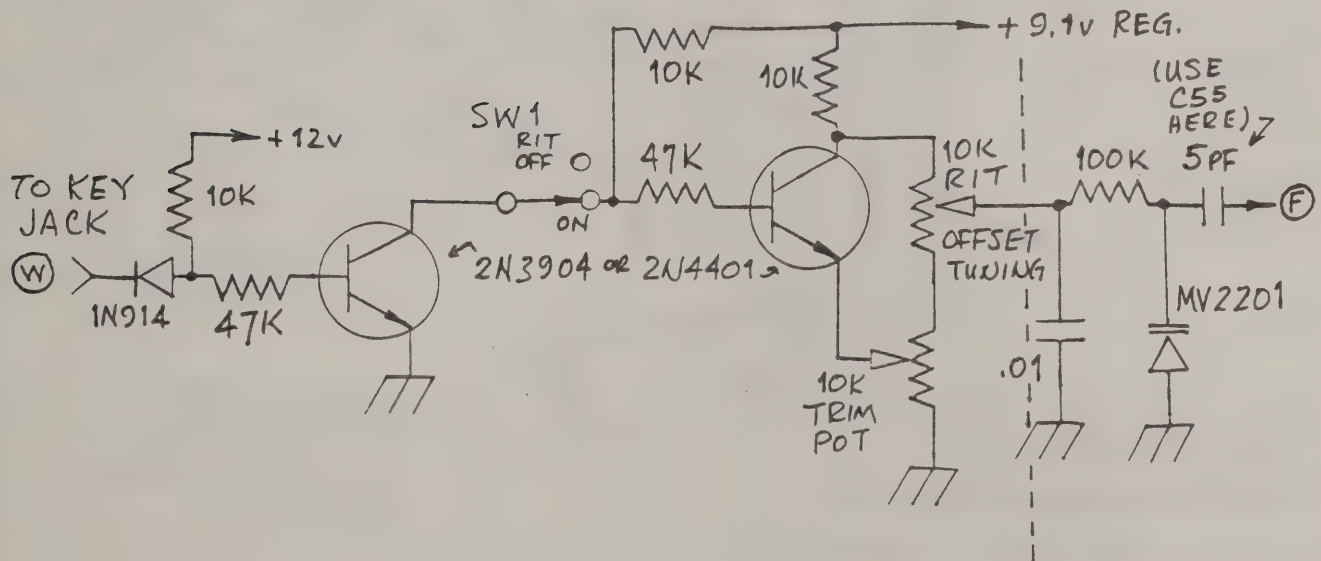 + 9.1v REG.
10K
10K
(USE
C55
HERE)
5PF
+12v
SW1
RIT
OFF
ON
47K
10K
RIT
100K
F
TO KEY
JACK
10K
W
1N914
47K
2N3904 OR 2N4401
OFFSET
TUNING
MV2201
.01
10K
TRIM
POT